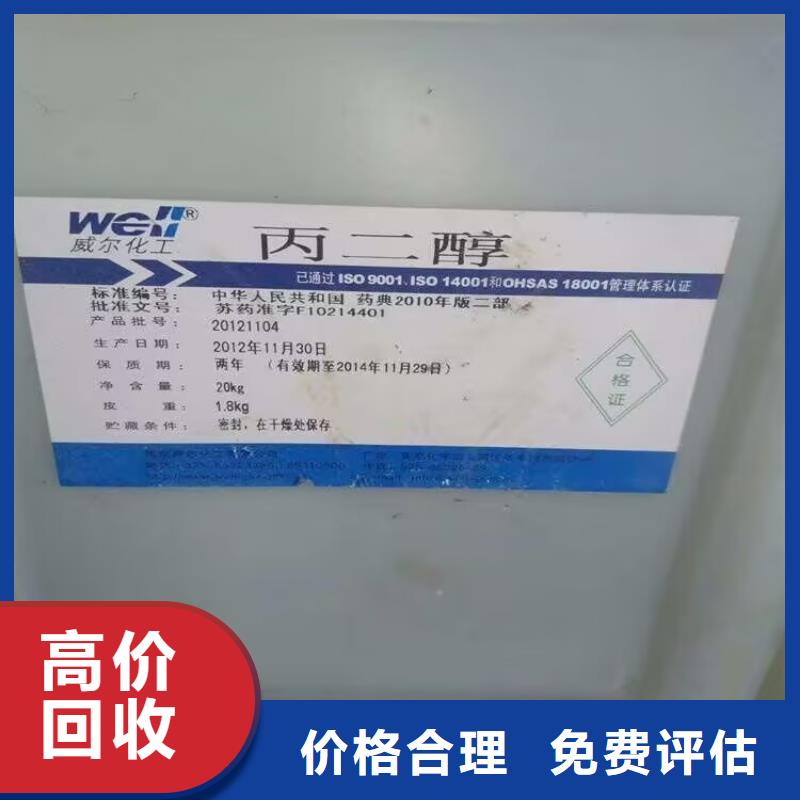 well®
威尔化工
丙二醇
已通过ISO 9001、ISO 14001和OHSAS 18001管理体系认证
标准编号: 中华人民共和国 药典2010年版二部
批准文号: 苏药准字F10214401
产品批号: 20121104
生产日期: 2012年11月30日
保质期: 两年 (有效期至2014年11月29日)
净含量: 20kg
皮重: 1.8kg
贮藏条件: 密封,在干燥处保存
合格证
高价
回收
价格合理 免费评估